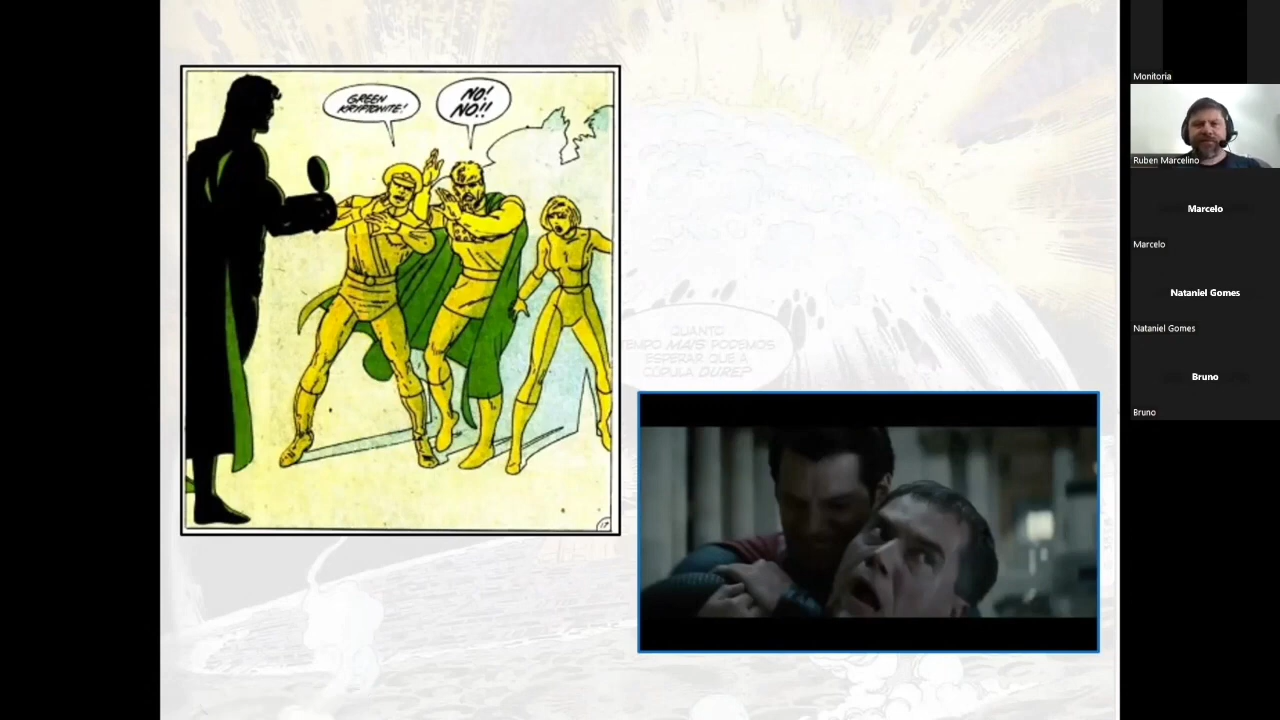 GREEN
KRYPTONITE!
NO!
NO!!
QUANTO
TEMPO MAIS PODEMOS
ESPERAR QUE A
CÚPULA DURE?
17
Monitoria
Ruben Marcelino
Marcelo
Marcelo
Nataniel Gomes
Nataniel Gomes
Bruno
Bruno